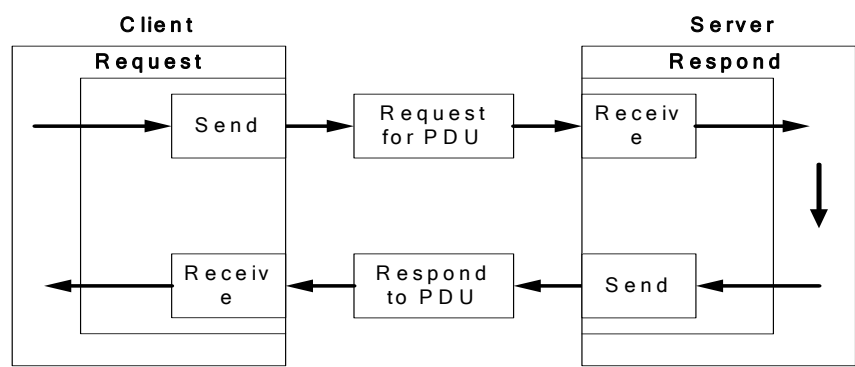 Client
Server
Request
Respond
Send
Request
for PDU
Receiv
e
Receiv
e
Respond
to PDU
Send